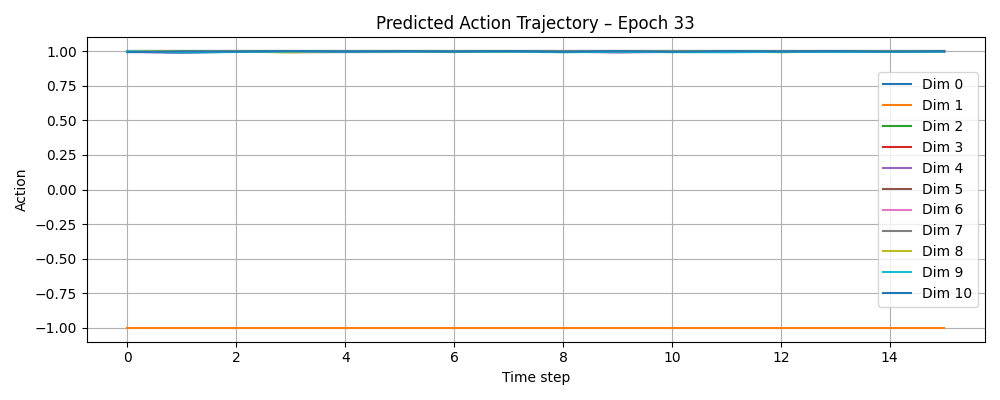 Predicted Action Trajectory – Epoch 33
1.00
0.75
0.50
0.25
0.00
−0.25
−0.50
−0.75
−1.00
Action
Dim 0
Dim 1
Dim 2
Dim 3
Dim 4
Dim 5
Dim 6
Dim 7
Dim 8
Dim 9
Dim 10
0 2 4 6 8 10 12 14
Time step